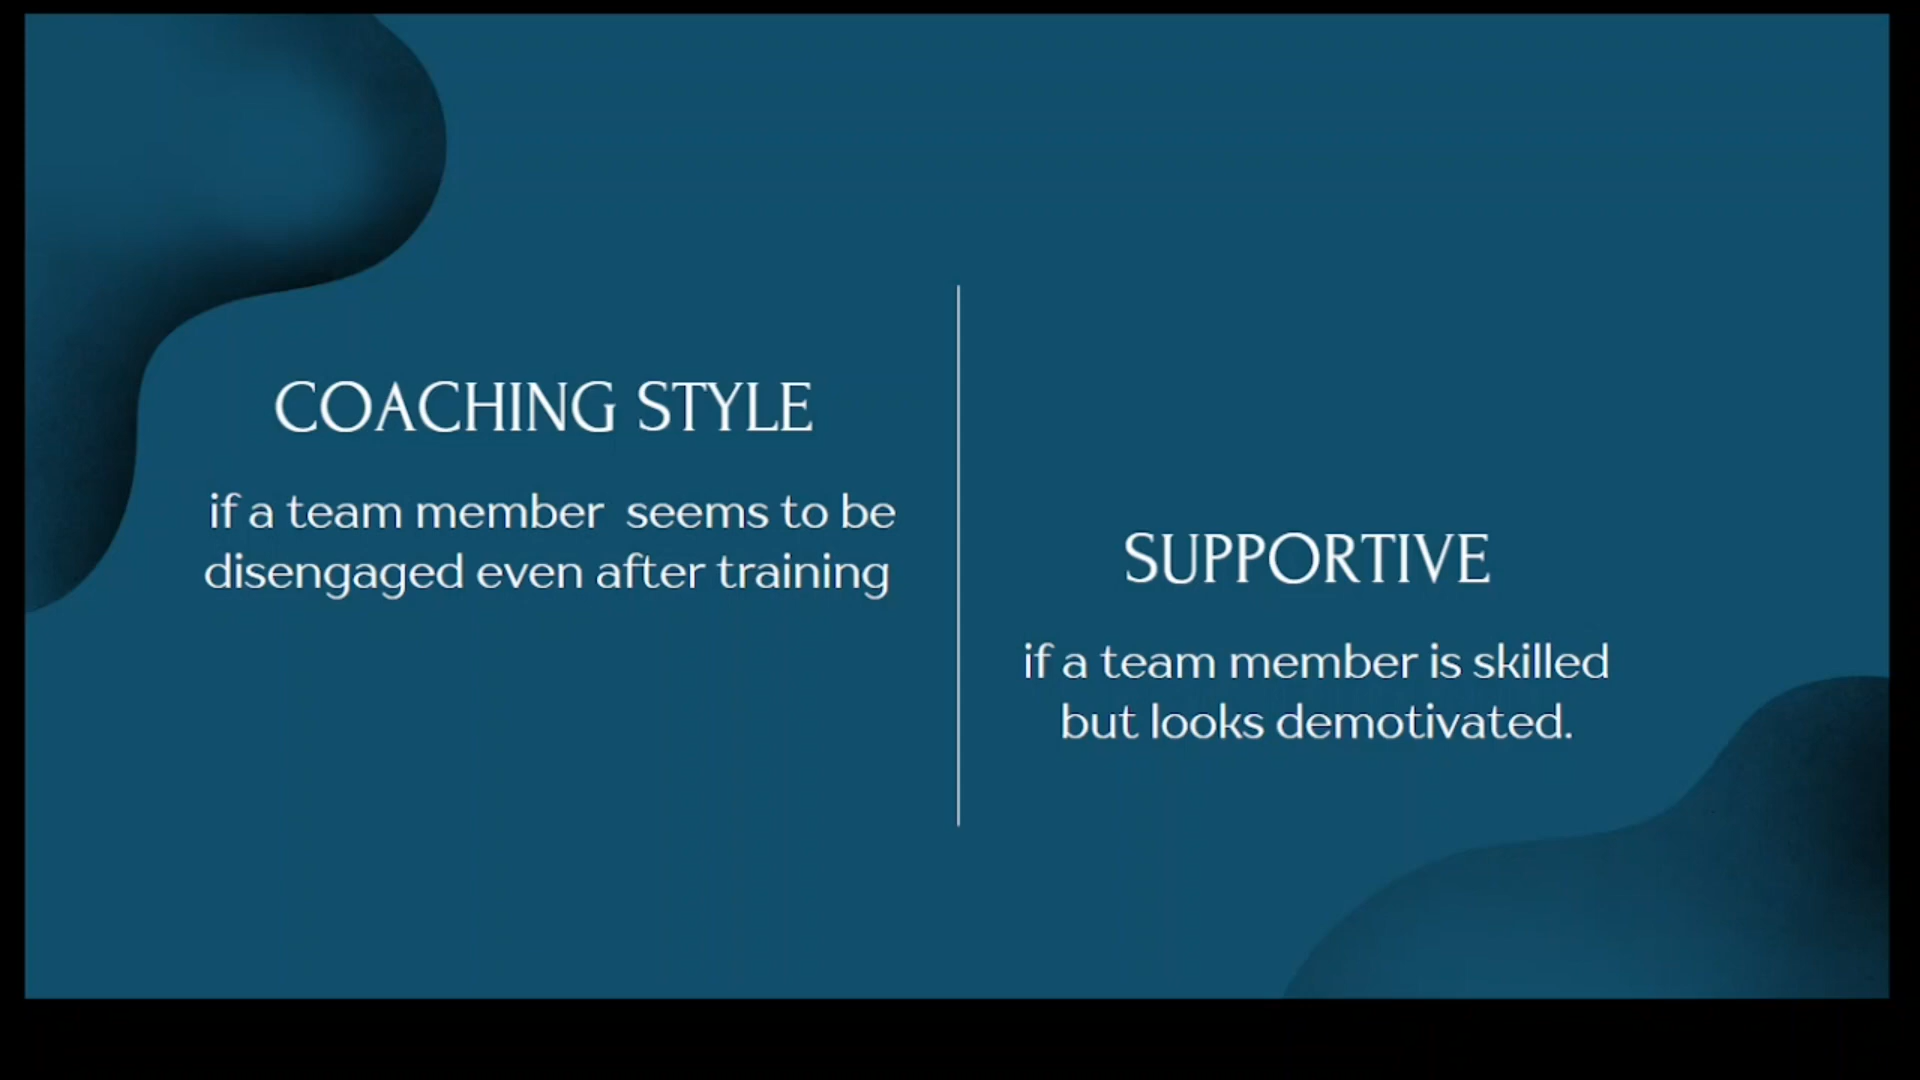 COACHING STYLE
if a team member seems to be
disengaged even after training
SUPPORTIVE
if a team member is skilled
but looks demotivated.